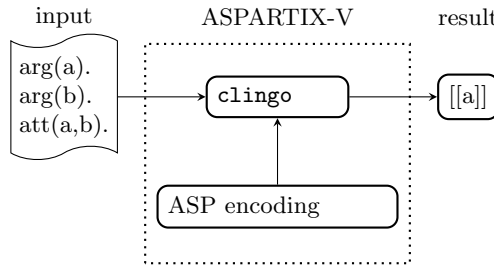 input
ASPARTIX-V
result
arg(a).
arg(b).
att(a,b).
clingo
[[a]]
ASP encoding